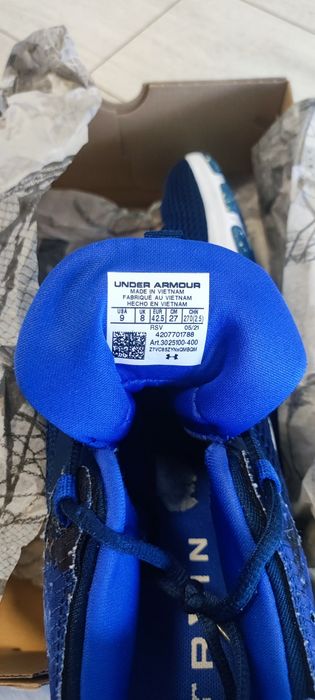 UNDER ARMOUR
MADE IN VIETNAM
FABRIQUÉ AU VIETNAM
HECHO EN VIETNAM
USA UK EUR CM CHN
9 8 42.5 27 270(2.5)
RSV 05/21
4207701788
Art.3025100-400